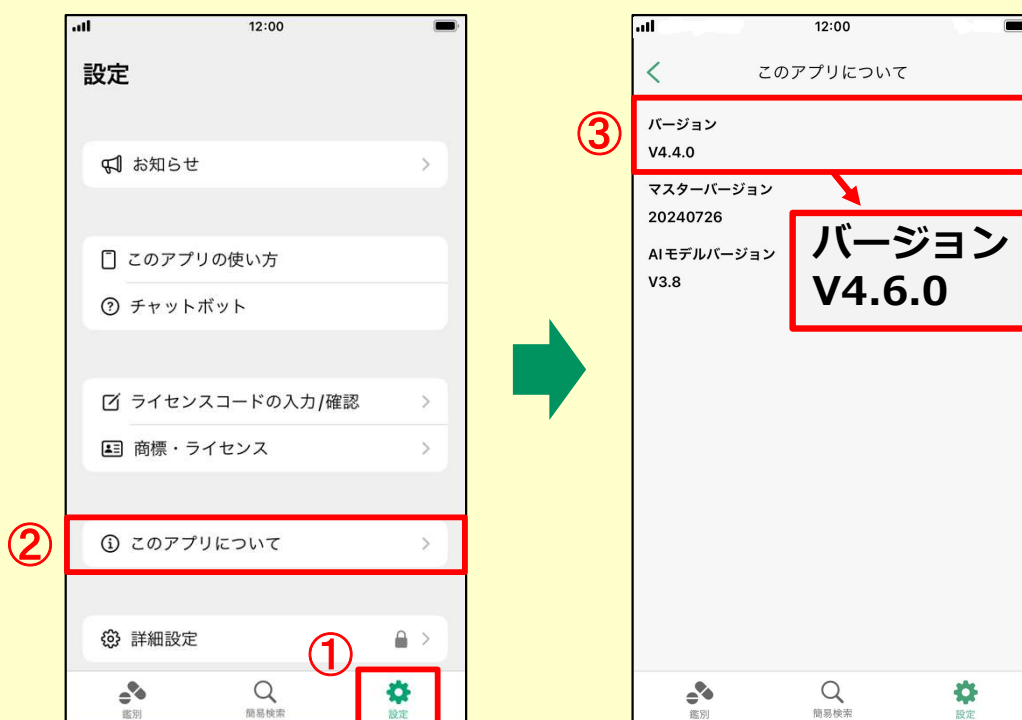 12:00
設定
お知らせ
このアプリの使い方
チャットボット
ライセンスコードの入力/確認
商標・ライセンス
②
このアプリについて
詳細設定
①
鑑別
簡易検索
設定
12:00
このアプリについて
③
バージョン
V4.4.0
マスターバージョン
20240726
AIモデルバージョン
V3.8
バージョン
V4.6.0
鑑別
簡易検索
設定